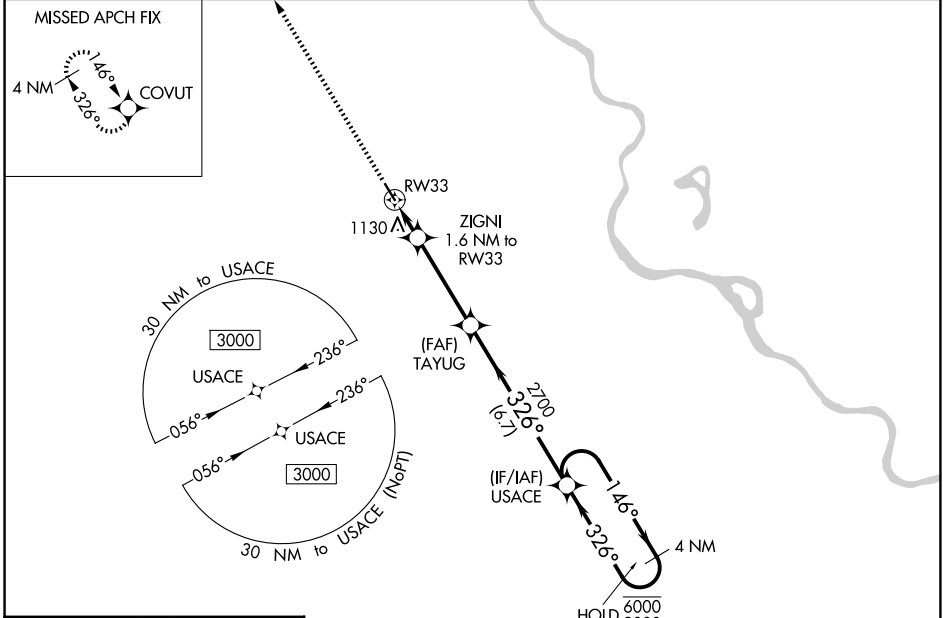 MISSED APCH FIX
146°
4 NM
COVUT
326°
RW33
1130
ZIGNI
1.6 NM to
RW33
30 NM to USACE
3000
236°
USACE
056°
(FAF)
TAYUG
236°
USACE
056°
3000
30 NM to USACE (NoPT)
2700
326°
(6.7)
(IF/IAF)
USACE
146°
326°
4 NM
HOLD
6000